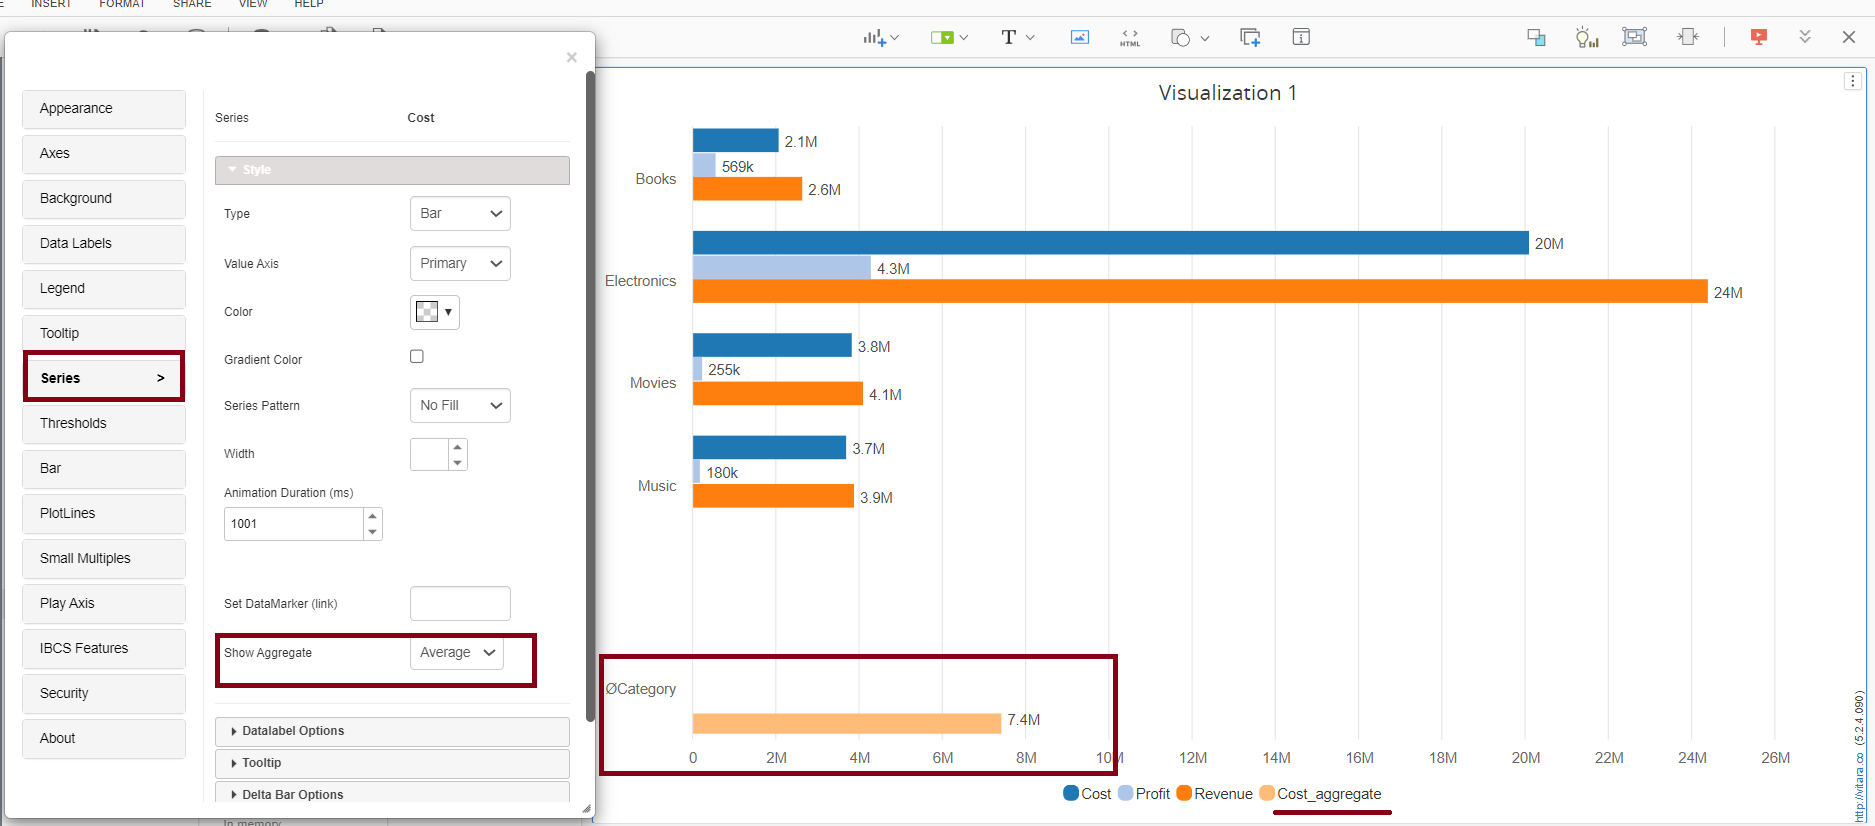 INSERT FORMAT SHARE VIEW HELP
T
HTML
×
Appearance
Axes
Background
Data Labels
Legend
Tooltip
Series >
Thresholds
Bar
PlotLines
Small Multiples
Play Axis
IBCS Features
Security
About
Series Cost
Style
Type Bar
Value Axis Primary
Color
Gradient Color
Series Pattern No Fill
Width
Animation Duration (ms)
1001
Set DataMarker (link)
Show Aggregate Average
Datalabel Options
Tooltip
Delta Bar Options
In memory
Visualization 1
2.1M
569k
Books
2.6M
20M
4.3M
Electronics
24M
3.8M
255k
Movies
4.1M
3.7M
180k
Music
3.9M
ØCategory
7.4M
0 2M 4M 6M 8M 10M 12M 14M 16M 18M 20M 22M 24M 26M
Cost Profit Revenue Cost_aggregate
http://vitara.co (5.2.4.090)